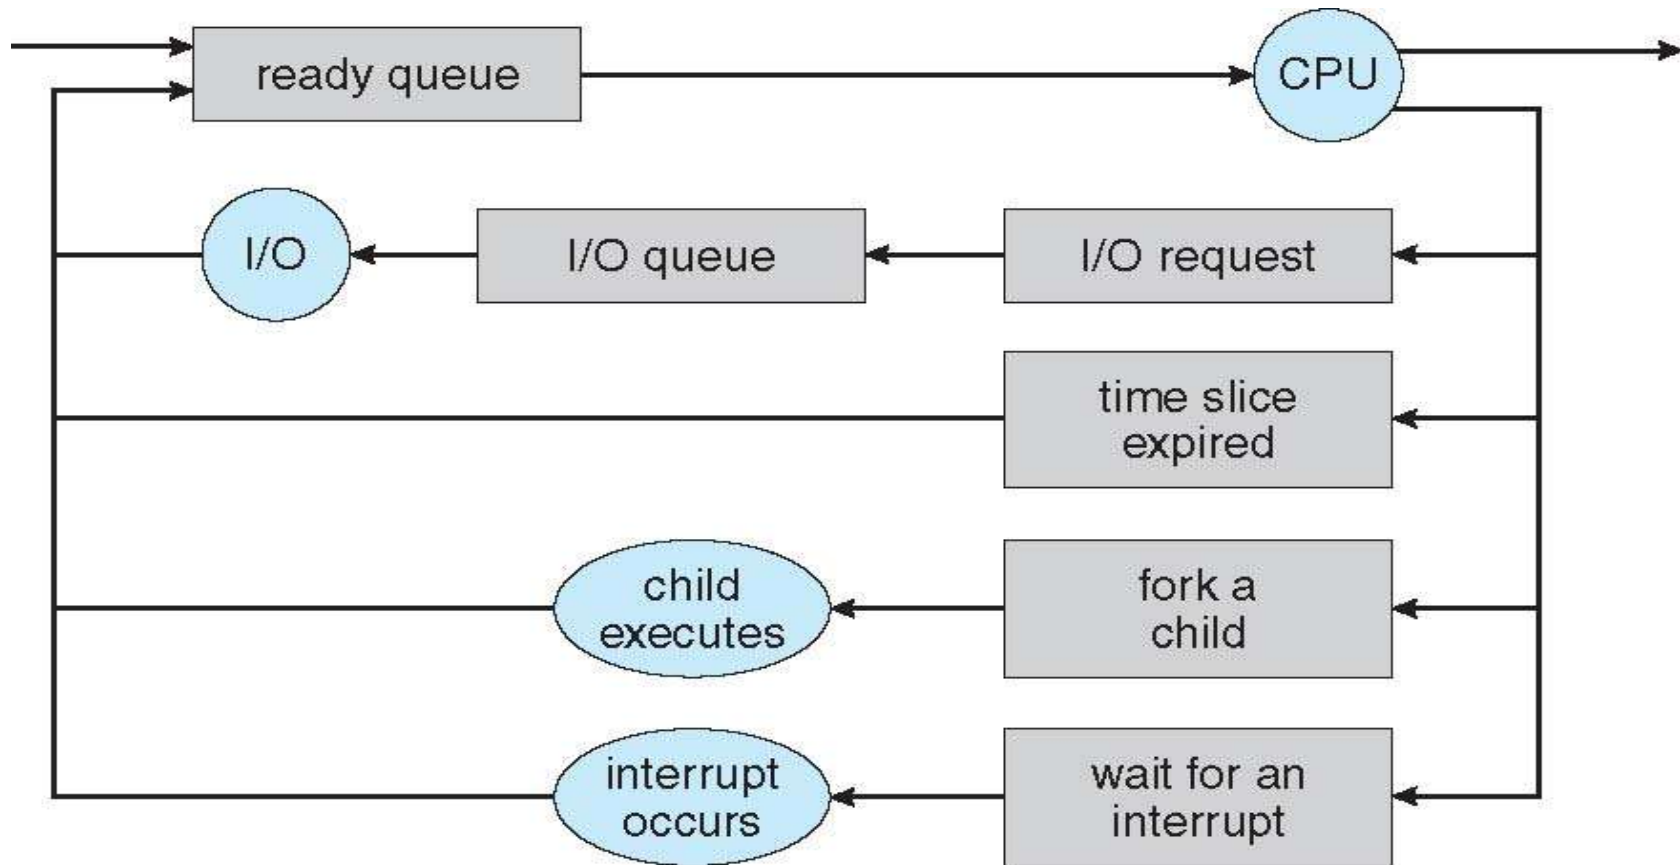 ready queue
CPU
I/O
I/O queue
I/O request
time slice
expired
child
executes
fork a
child
interrupt
occurs
wait for an
interrupt